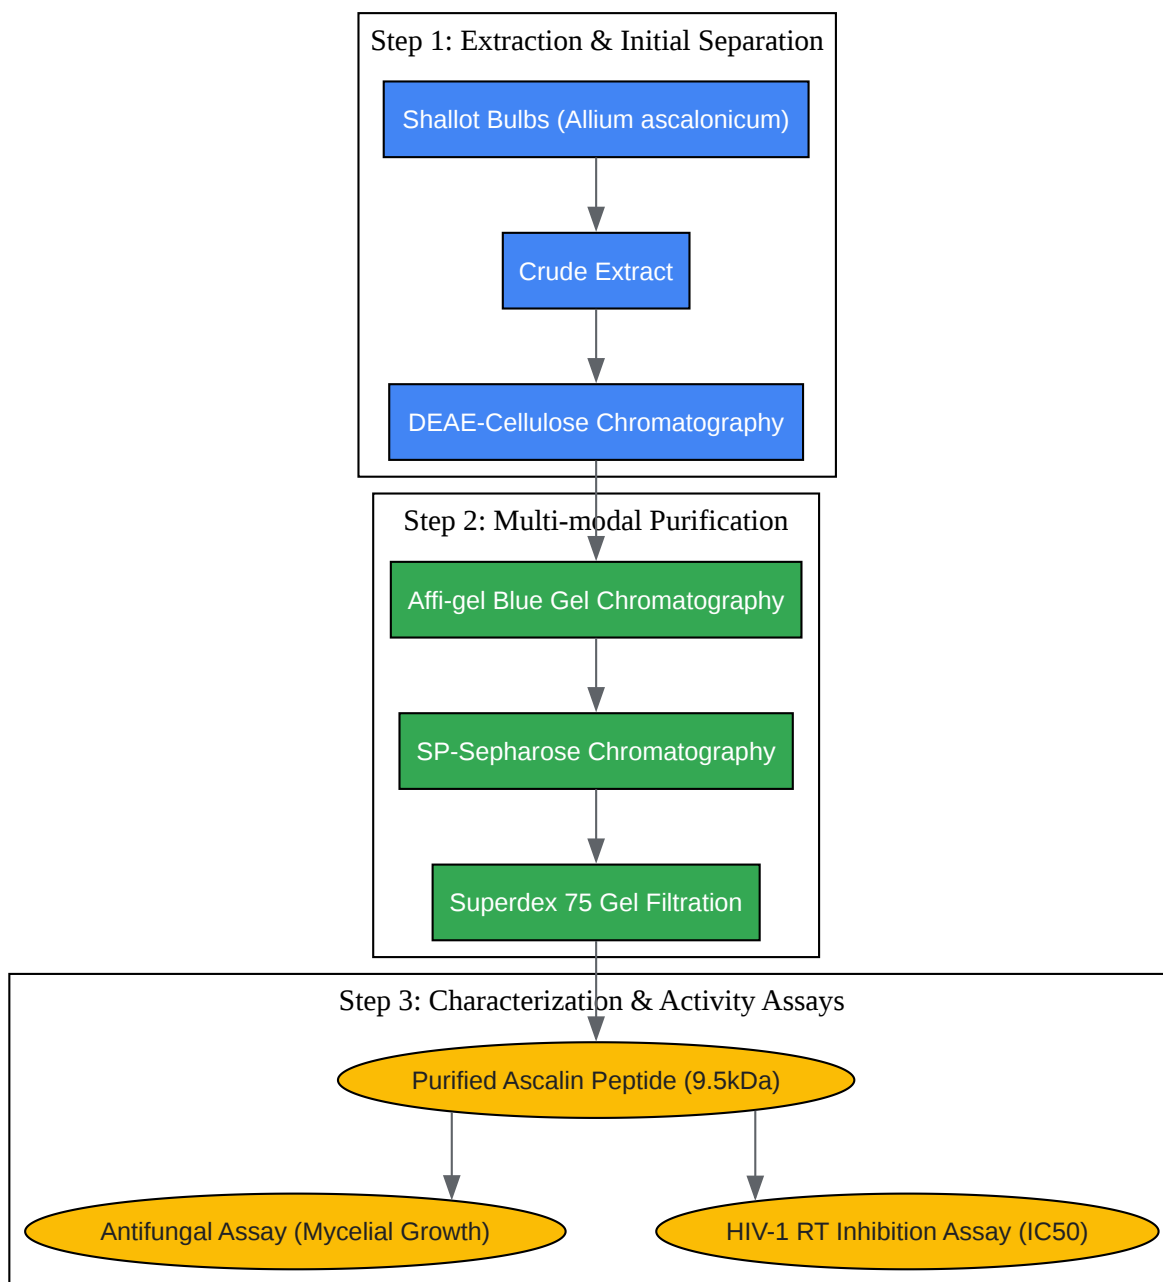 Step 1: Extraction & Initial Separation
Shallot Bulbs (Allium ascalonicum)
Crude Extract
DEAE-Cellulose Chromatography
Step 2: Multi-modal Purification
Affi-gel Blue Gel Chromatography
SP-Sepharose Chromatography
Superdex 75 Gel Filtration
Step 3: Characterization & Activity Assays
Purified Ascalin Peptide (9.5kDa)
Antifungal Assay (Mycelial Growth)
HIV-1 RT Inhibition Assay (IC50)